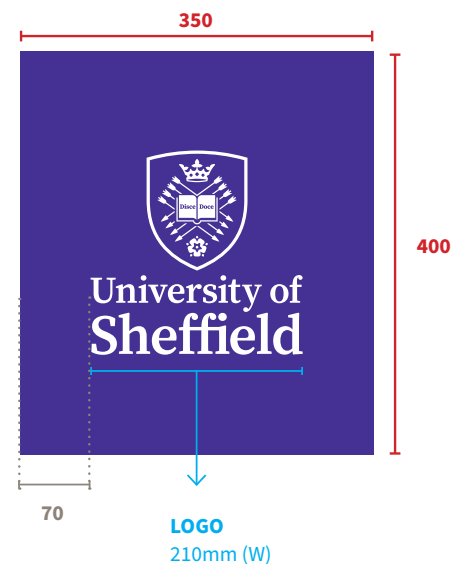 350
400
Disce Doce
University of
Sheffield
70
LOGO
210mm (W)